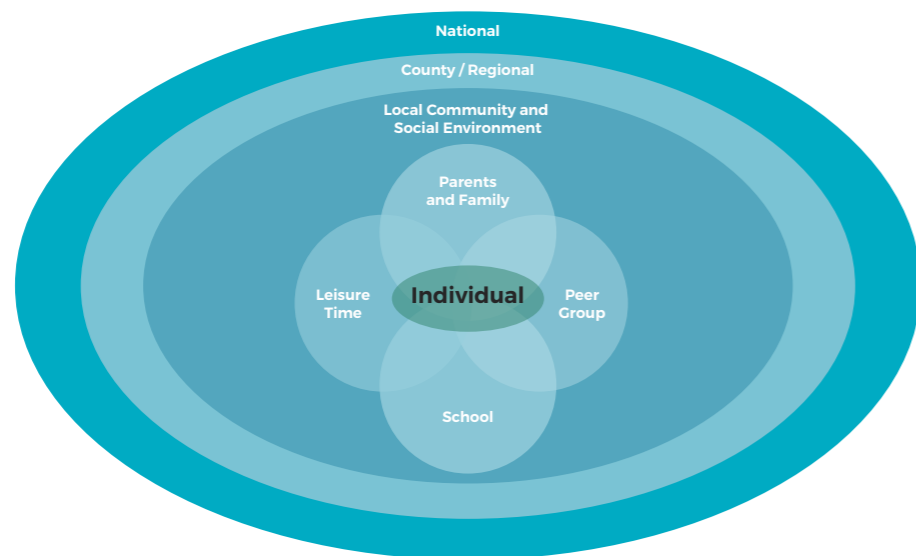 National
County / Regional
Local Community and
Social Environment
Parents
and Family
Leisure
Time
Individual
Peer
Group
School